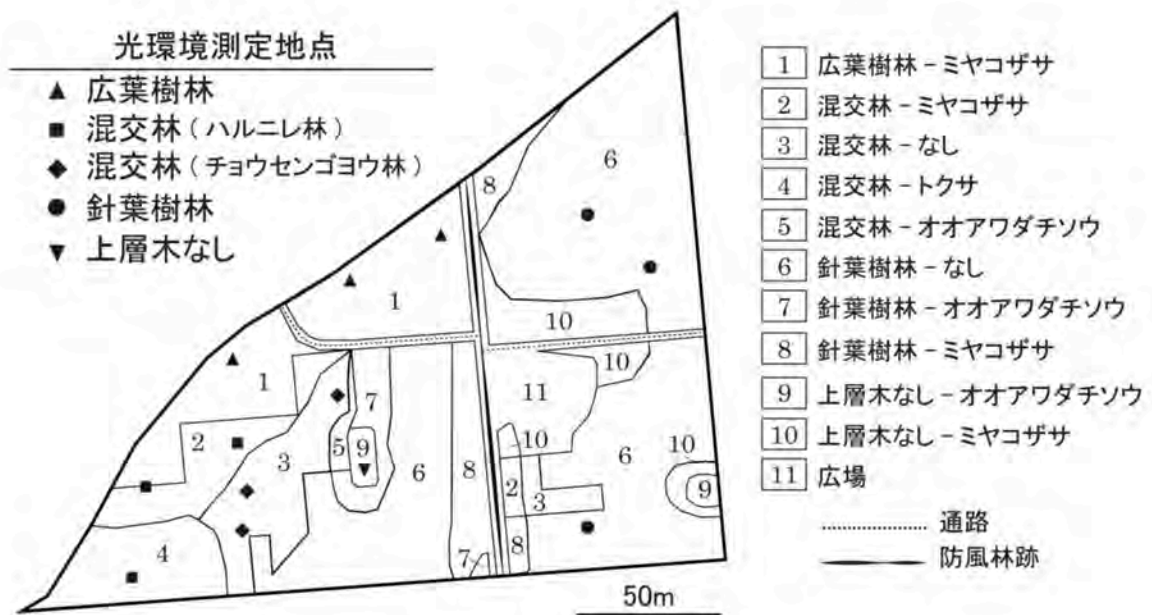 光環境測定地点
▲ 広葉樹林
■ 混交林(ハルニレ林)
◆ 混交林(チョウセンゴヨウ林)
● 針葉樹林
▼ 上層木なし
1 広葉樹林-ミヤコザサ
2 混交林-ミヤコザサ
3 混交林-なし
4 混交林-トクサ
5 混交林-オオアワダチソウ
6 針葉樹林-なし
7 針葉樹林-オオアワダチソウ
8 針葉樹林-ミヤコザサ
9 上層木なし-オオアワダチソウ
10 上層木なし-ミヤコザサ
11 広場
通路
防風林跡
6
8
1
10
10
1
7
11
2
3
5
9
6
8
10
6
10
9
2
3
4
7
8
50m